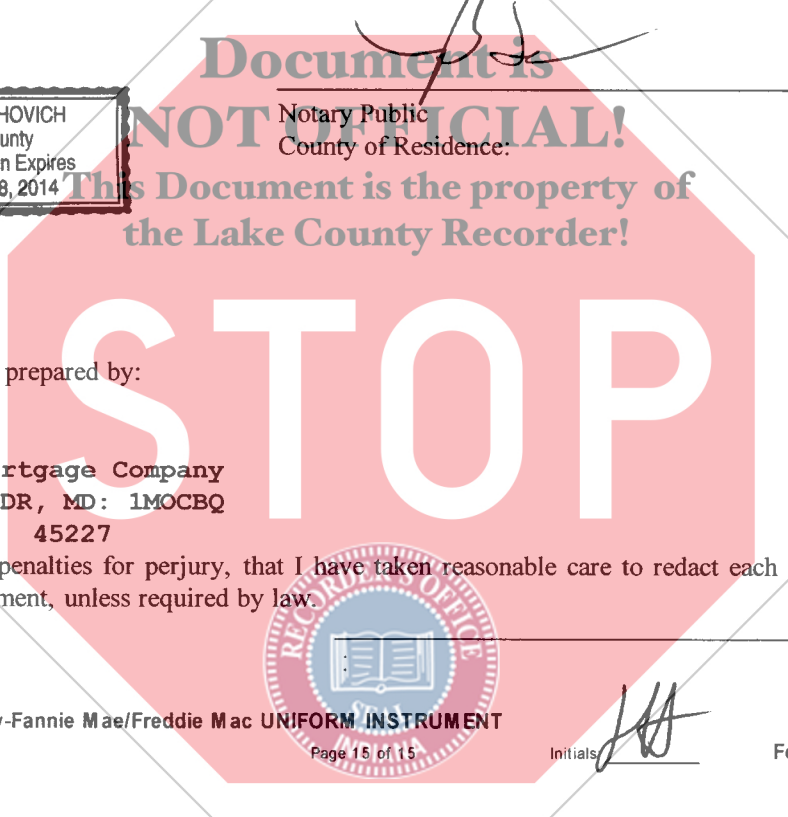 Document is
NOT OFFICIAL!
This Document is the property of
the Lake County Recorder!
HOVICH
unty
n Expires
8, 2014
Notary Public
County of Residence:
STOP
prepared by:
rtgage Company
DR, MD: 1MOCBQ
45227
penalties for perjury, that I have taken reasonable care to redact each
ment, unless required by law.
RECORDER'S OFFICE
SEAL
INDIANA
y-Fannie Mae/Freddie Mac UNIFORM INSTRUMENT
Page 15 of 15
Initials: